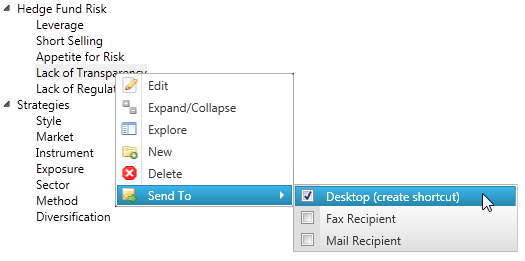 Hedge Fund Risk
Leverage
Short Selling
Appetite for Risk
Lack of Transparency
Lack of Regulat
Strategies
Style
Market
Instrument
Exposure
Sector
Method
Diversification
Edit
Expand/Collapse
Explore
New
Delete
Send To
Desktop (create shortcut)
Fax Recipient
Mail Recipient